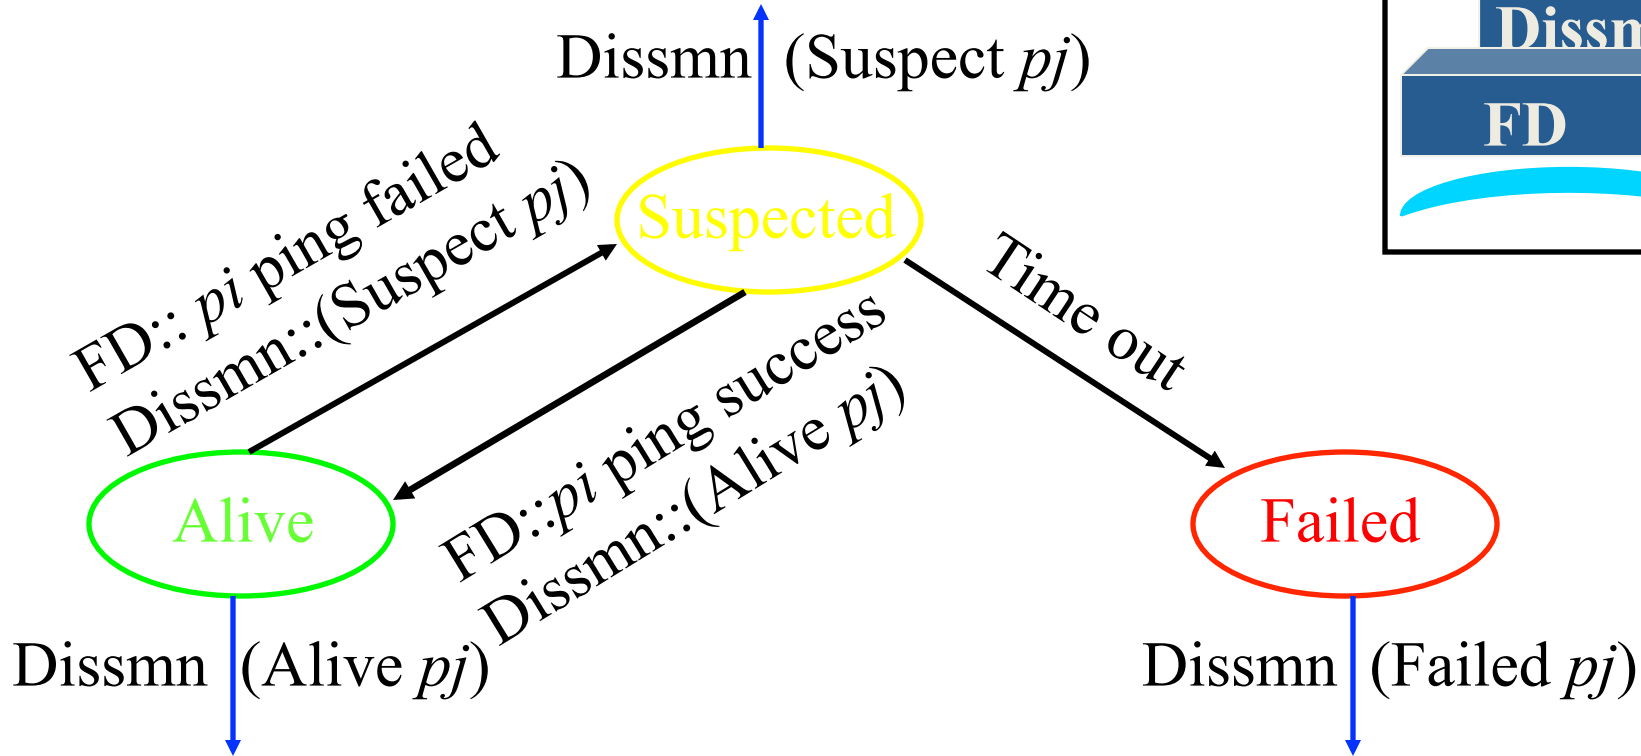 Dissmn (Suspect pj)
FD
FD:: pi ping failed
Dissmn::(Suspect pj)
Suspected
Time out
FD::pi ping success
Dissmn::(Alive pj)
Alive
Failed
Dissmn (Alive pj)
Dissmn (Failed pj)